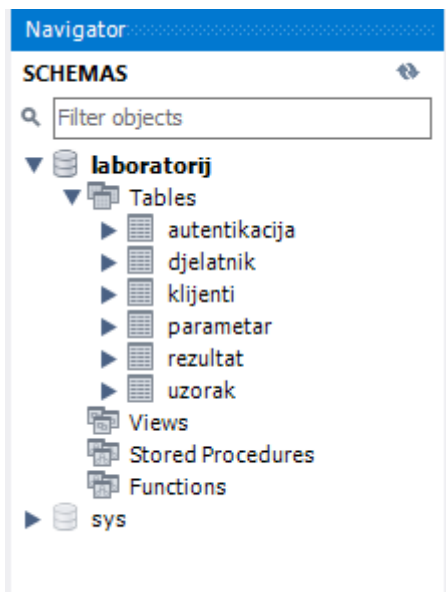 Navigator
SCHEMAS
Filter objects
laboratorij
Tables
autentikacija
djelatnik
klijenti
parametar
rezultat
uzorak
Views
Stored Procedures
Functions
sys